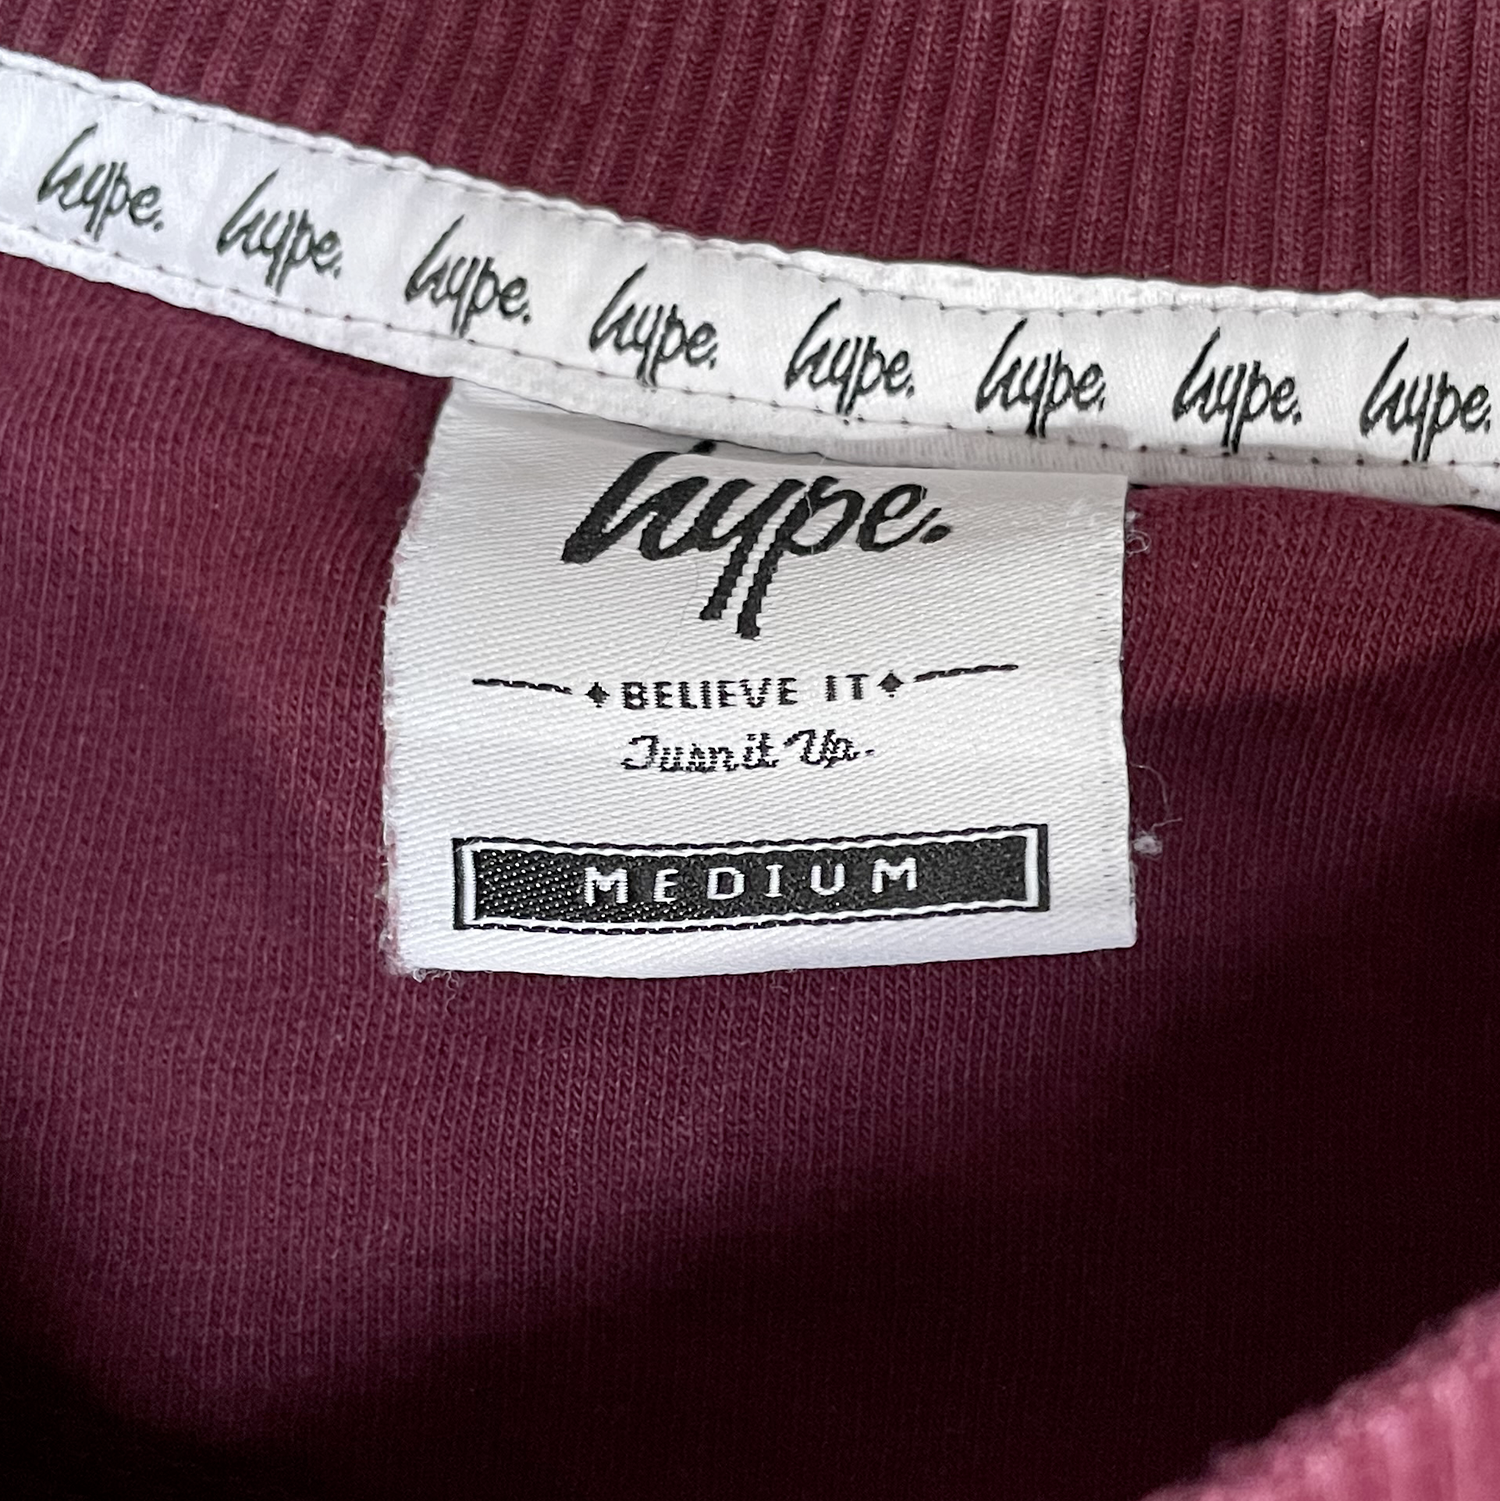 hype. hype. hype. hype. hype. hype. hype. hype.
hype.
BELIEVE IT
Turn it Up.
MEDIUM